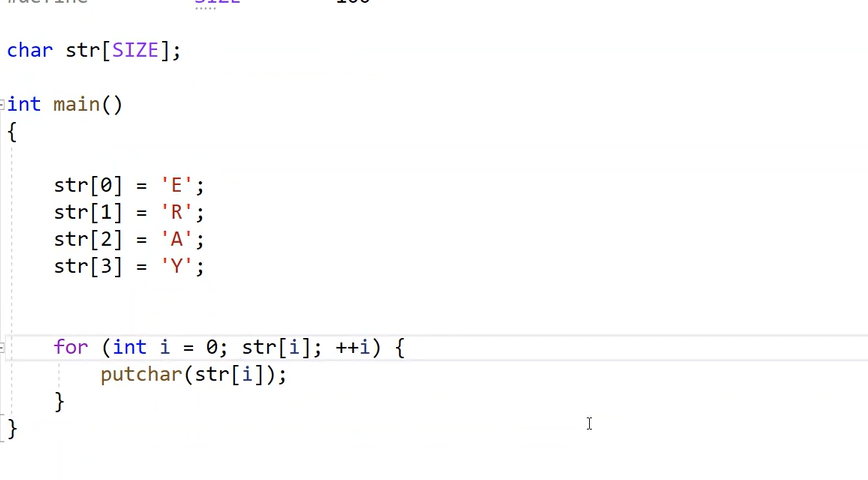 #define SIZE 100
char str[SIZE];
int main()
{
str[0] = 'E';
str[1] = 'R';
str[2] = 'A';
str[3] = 'Y';
for (int i = 0; str[i]; ++i) {
putchar(str[i]);
}
}